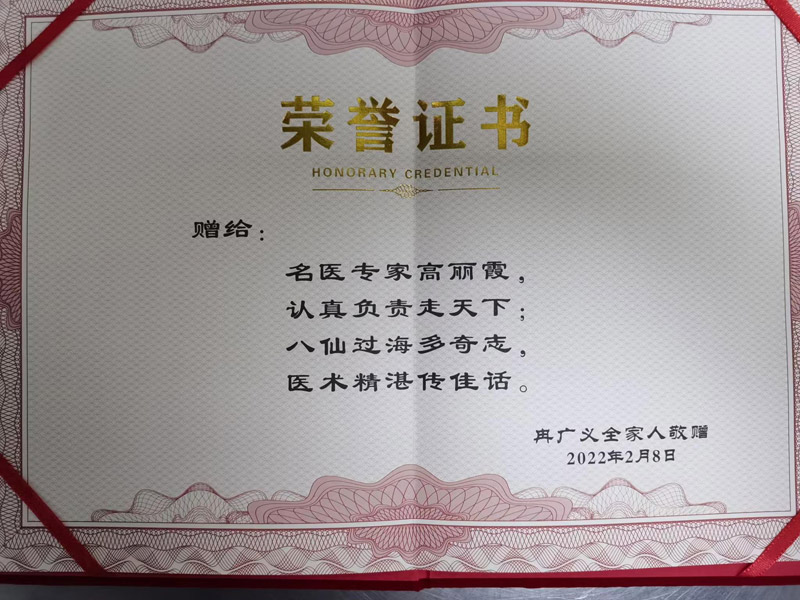 荣誉证书
HONORARY CREDENTIAL
赠给：
名医专家高丽霞，
认真负责走天下；
八仙过海多奇志，
医术精湛传佳话。
冉广义全家人敬赠
2022年2月8日